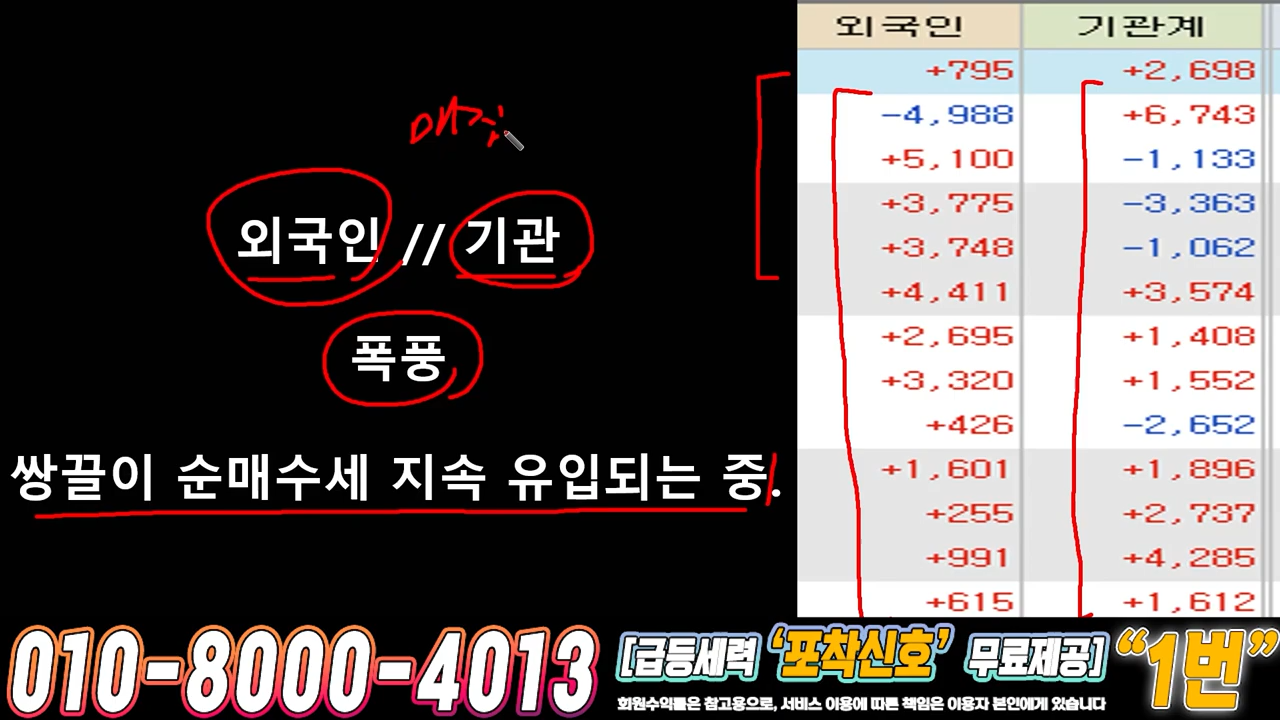 외국인 // 기관
폭풍
쌍끌이 순매수세 지속 유입되는 중.
외국인 기관계
+795 +2,698
-4,988 +6,743
+5,100 -1,133
+3,775 -3,363
+3,748 -1,062
+4,411 +3,574
+2,695 +1,408
+3,320 +1,552
+426 -2,652
+1,601 +1,896
+255 +2,737
+991 +4,285
+615 +1,612
010-8000-4013
[급등세력 '포착신호' 무료제공] "1번"
회원수익률은 참고용으로, 서비스 이용에 따른 책임은 이용자 본인에게 있습니다